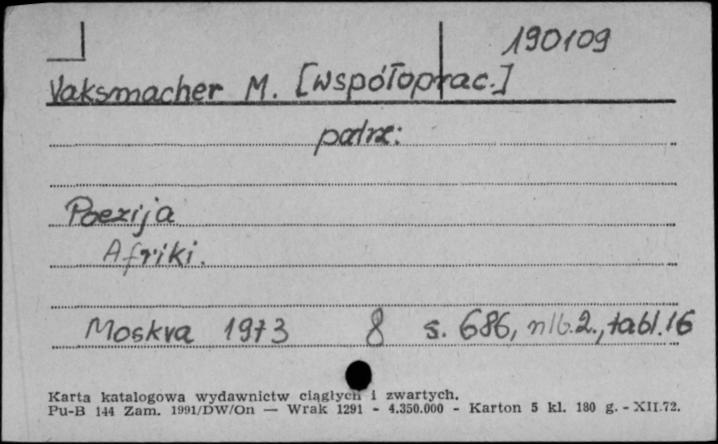 190109
Vaksmacher M. [współoprac.]
patrz:
Poezija
Afriki.
Moskva 1973 8 s. 686, nlb. 2., tabl. 16
Karta katalogowa wydawnictw ciągłych i zwartych.
Pu-B 144 Zam. 1991/DW/On — Wrak 1291 - 4.350.000 - Karton 5 kl. 180 g. - XII.72.